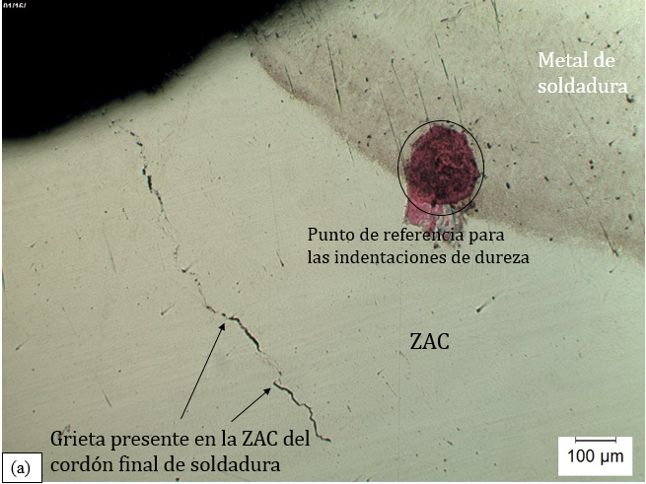 Metal de
soldadura
Punto de referencia para
las indentaciones de dureza
ZAC
Grieta presente en la ZAC del
cordón final de soldadura
(a)
100 µm